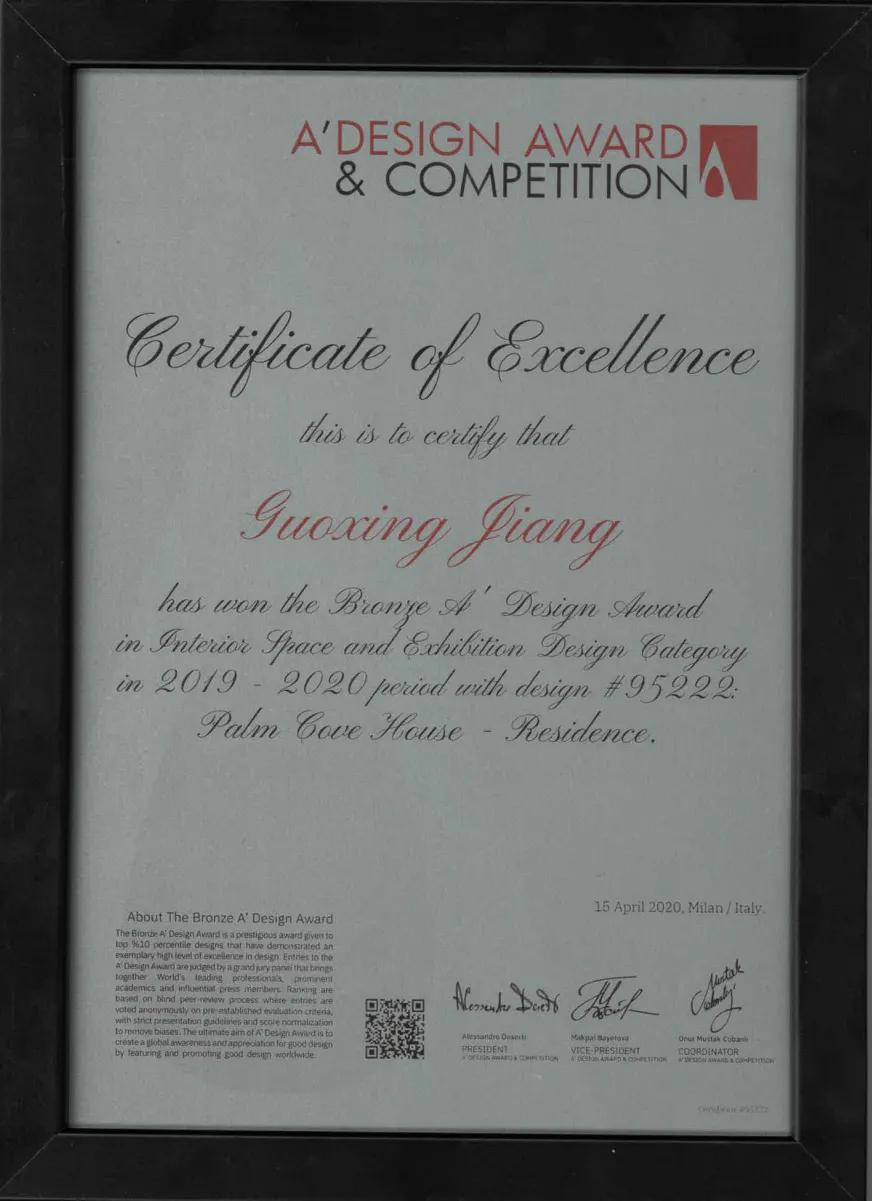 A'DESIGN AWARD
& COMPETITION
Certificate of Excellence
this is to certify that
Guoxing Jiang
has won the Bronze A' Design Award
in Interior Space and Exhibition Design Category
in 2019 - 2020 period with design #95222:
Palm Cove House - Residence.
15 April 2020, Milan / Italy.
About The Bronze A' Design Award
The Bronze A' Design Award is a prestigious award given to
top %10 percentile designs that have demonstrated an
exemplary high level of excellence in design. Entries to the
A' Design Award are judged by a grand jury panel that brings
together World's leading professionals, prominent
academics and influential press members. Ranking are
based on blind peer-review process where entries are
voted anonymously on pre-established evaluation criteria,
with strict presentation guidelines and score normalization
to remove biases. The ultimate aim of A' Design Award is to
create a global awareness and appreciation for good design
by featuring and promoting good design worldwide.
Alessandro Deserti
PRESIDENT
A' DESIGN AWARD & COMPETITION
Makpal Bayetova
VICE-PRESIDENT
A' DESIGN AWARD & COMPETITION
Onur Mustak Cobanlı
COORDINATOR
A' DESIGN AWARD & COMPETITION
Certificate #95222